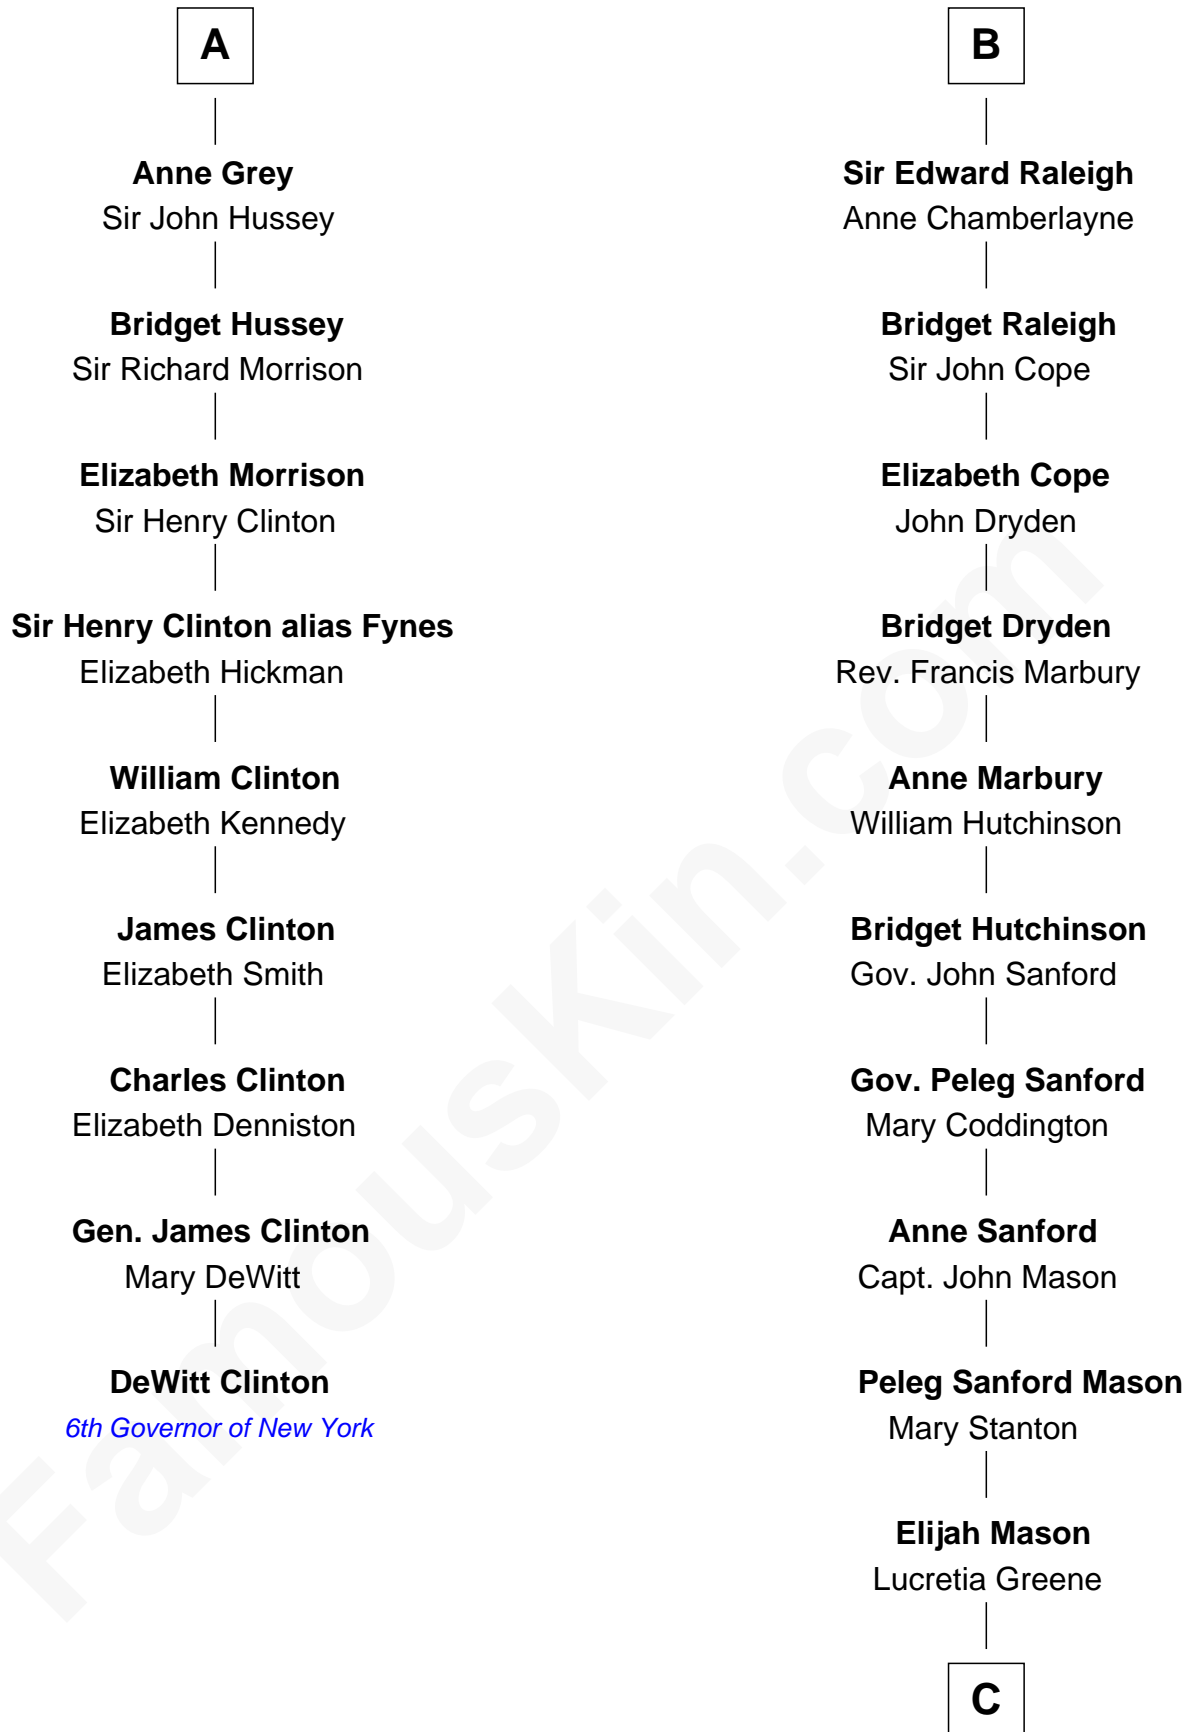 A
Anne Grey
Sir John Hussey
Bridget Hussey
Sir Richard Morrison
Elizabeth Morrison
Sir Henry Clinton
Sir Henry Clinton alias Fynes
Elizabeth Hickman
William Clinton
Elizabeth Kennedy
James Clinton
Elizabeth Smith
Charles Clinton
Elizabeth Denniston
Gen. James Clinton
Mary DeWitt
DeWitt Clinton
6th Governor of New York
B
Sir Edward Raleigh
Anne Chamberlayne
Bridget Raleigh
Sir John Cope
Elizabeth Cope
John Dryden
Bridget Dryden
Rev. Francis Marbury
Anne Marbury
William Hutchinson
Bridget Hutchinson
Gov. John Sanford
Gov. Peleg Sanford
Mary Coddington
Anne Sanford
Capt. John Mason
Peleg Sanford Mason
Mary Stanton
Elijah Mason
Lucretia Greene
C
FamousKin.com